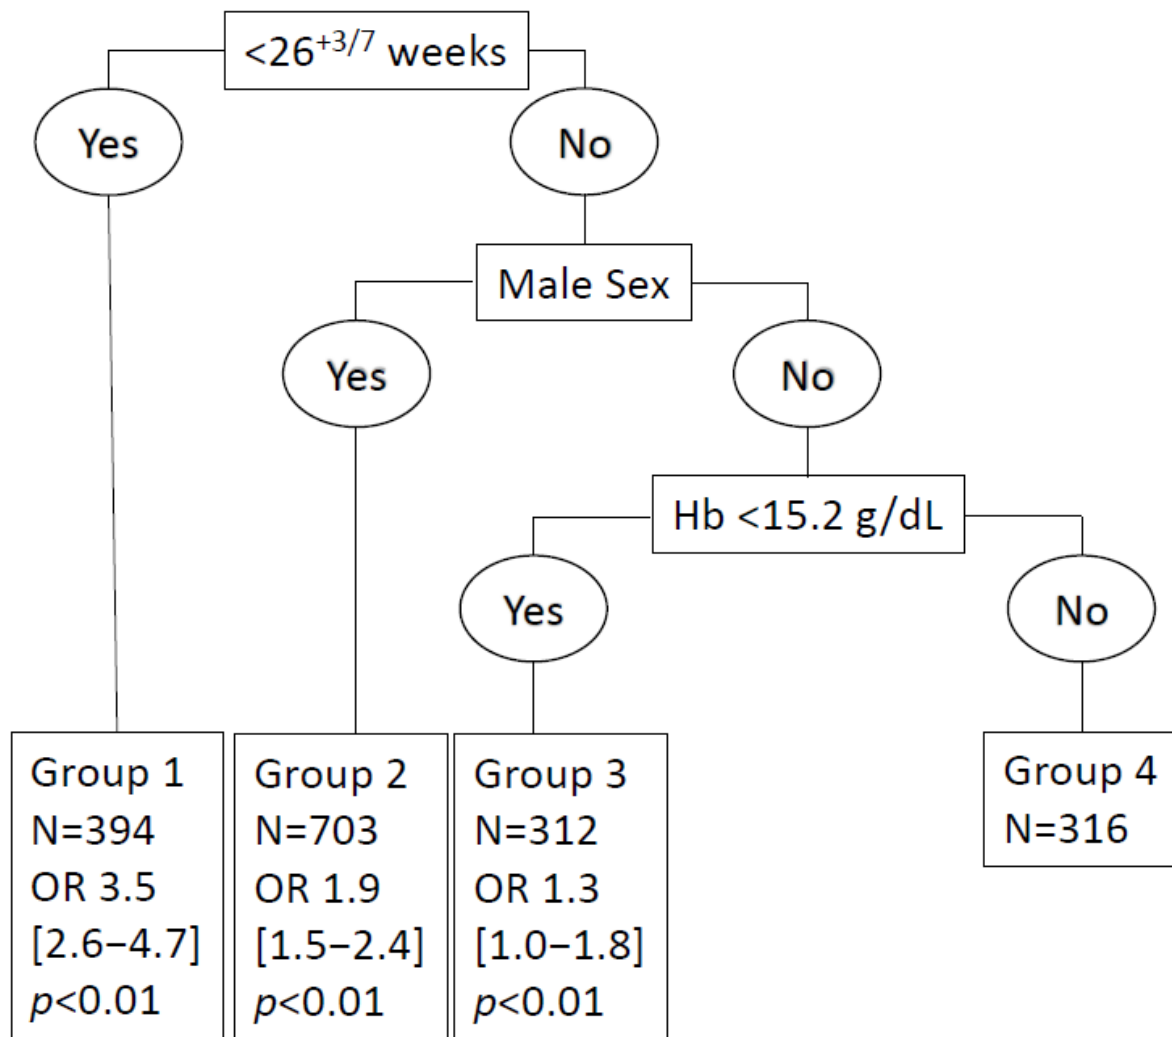 <26+3/7 weeks
Yes
No
Male Sex
Yes
No
Hb <15.2 g/dL
Yes
No
Group 1
N=394
OR 3.5
[2.6−4.7]
p<0.01
Group 2
N=703
OR 1.9
[1.5−2.4]
p<0.01
Group 3
N=312
OR 1.3
[1.0−1.8]
p<0.01
Group 4
N=316